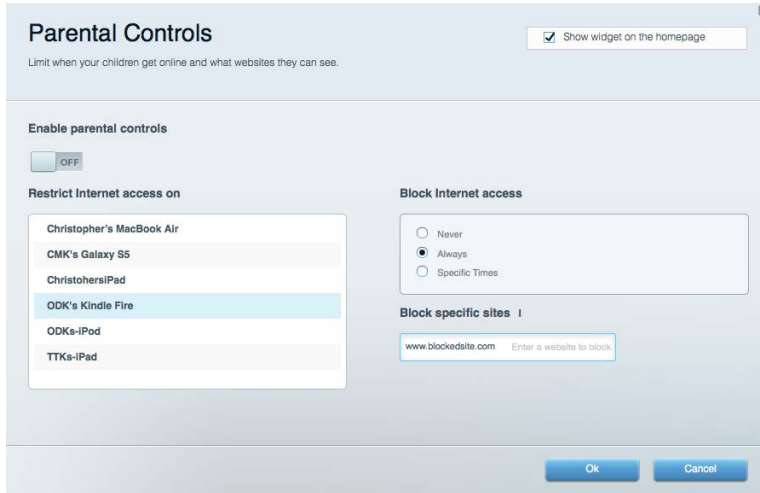 Parental Controls
Show widget on the homepage
Limit when your children get online and what websites they can see.
Enable parental controls
OFF
Restrict Internet access on
Christopher's MacBook Air
CMK's Galaxy S5
ChristohersiPad
ODK's Kindle Fire
ODKs-iPod
TTKs-iPad
Block Internet access
Never
Always
Specific Times
Block specific sites I
www.blockedsite.com Enter a website to block
Ok
Cancel